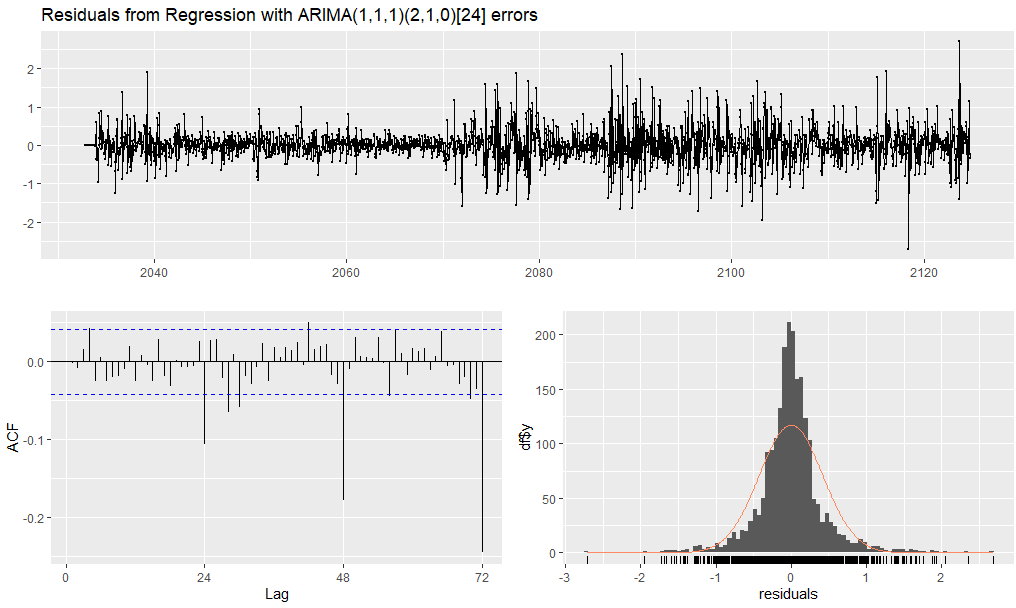 Residuals from Regression with ARIMA(1,1,1)(2,1,0)[24] errors
2
1
0
-1
-2
2040 2060 2080 2100 2120
ACF
0.0
-0.1
-0.2
0 24 48 72
Lag
df$y
200
150
100
50
0
-3 -2 -1 0 1 2
residuals